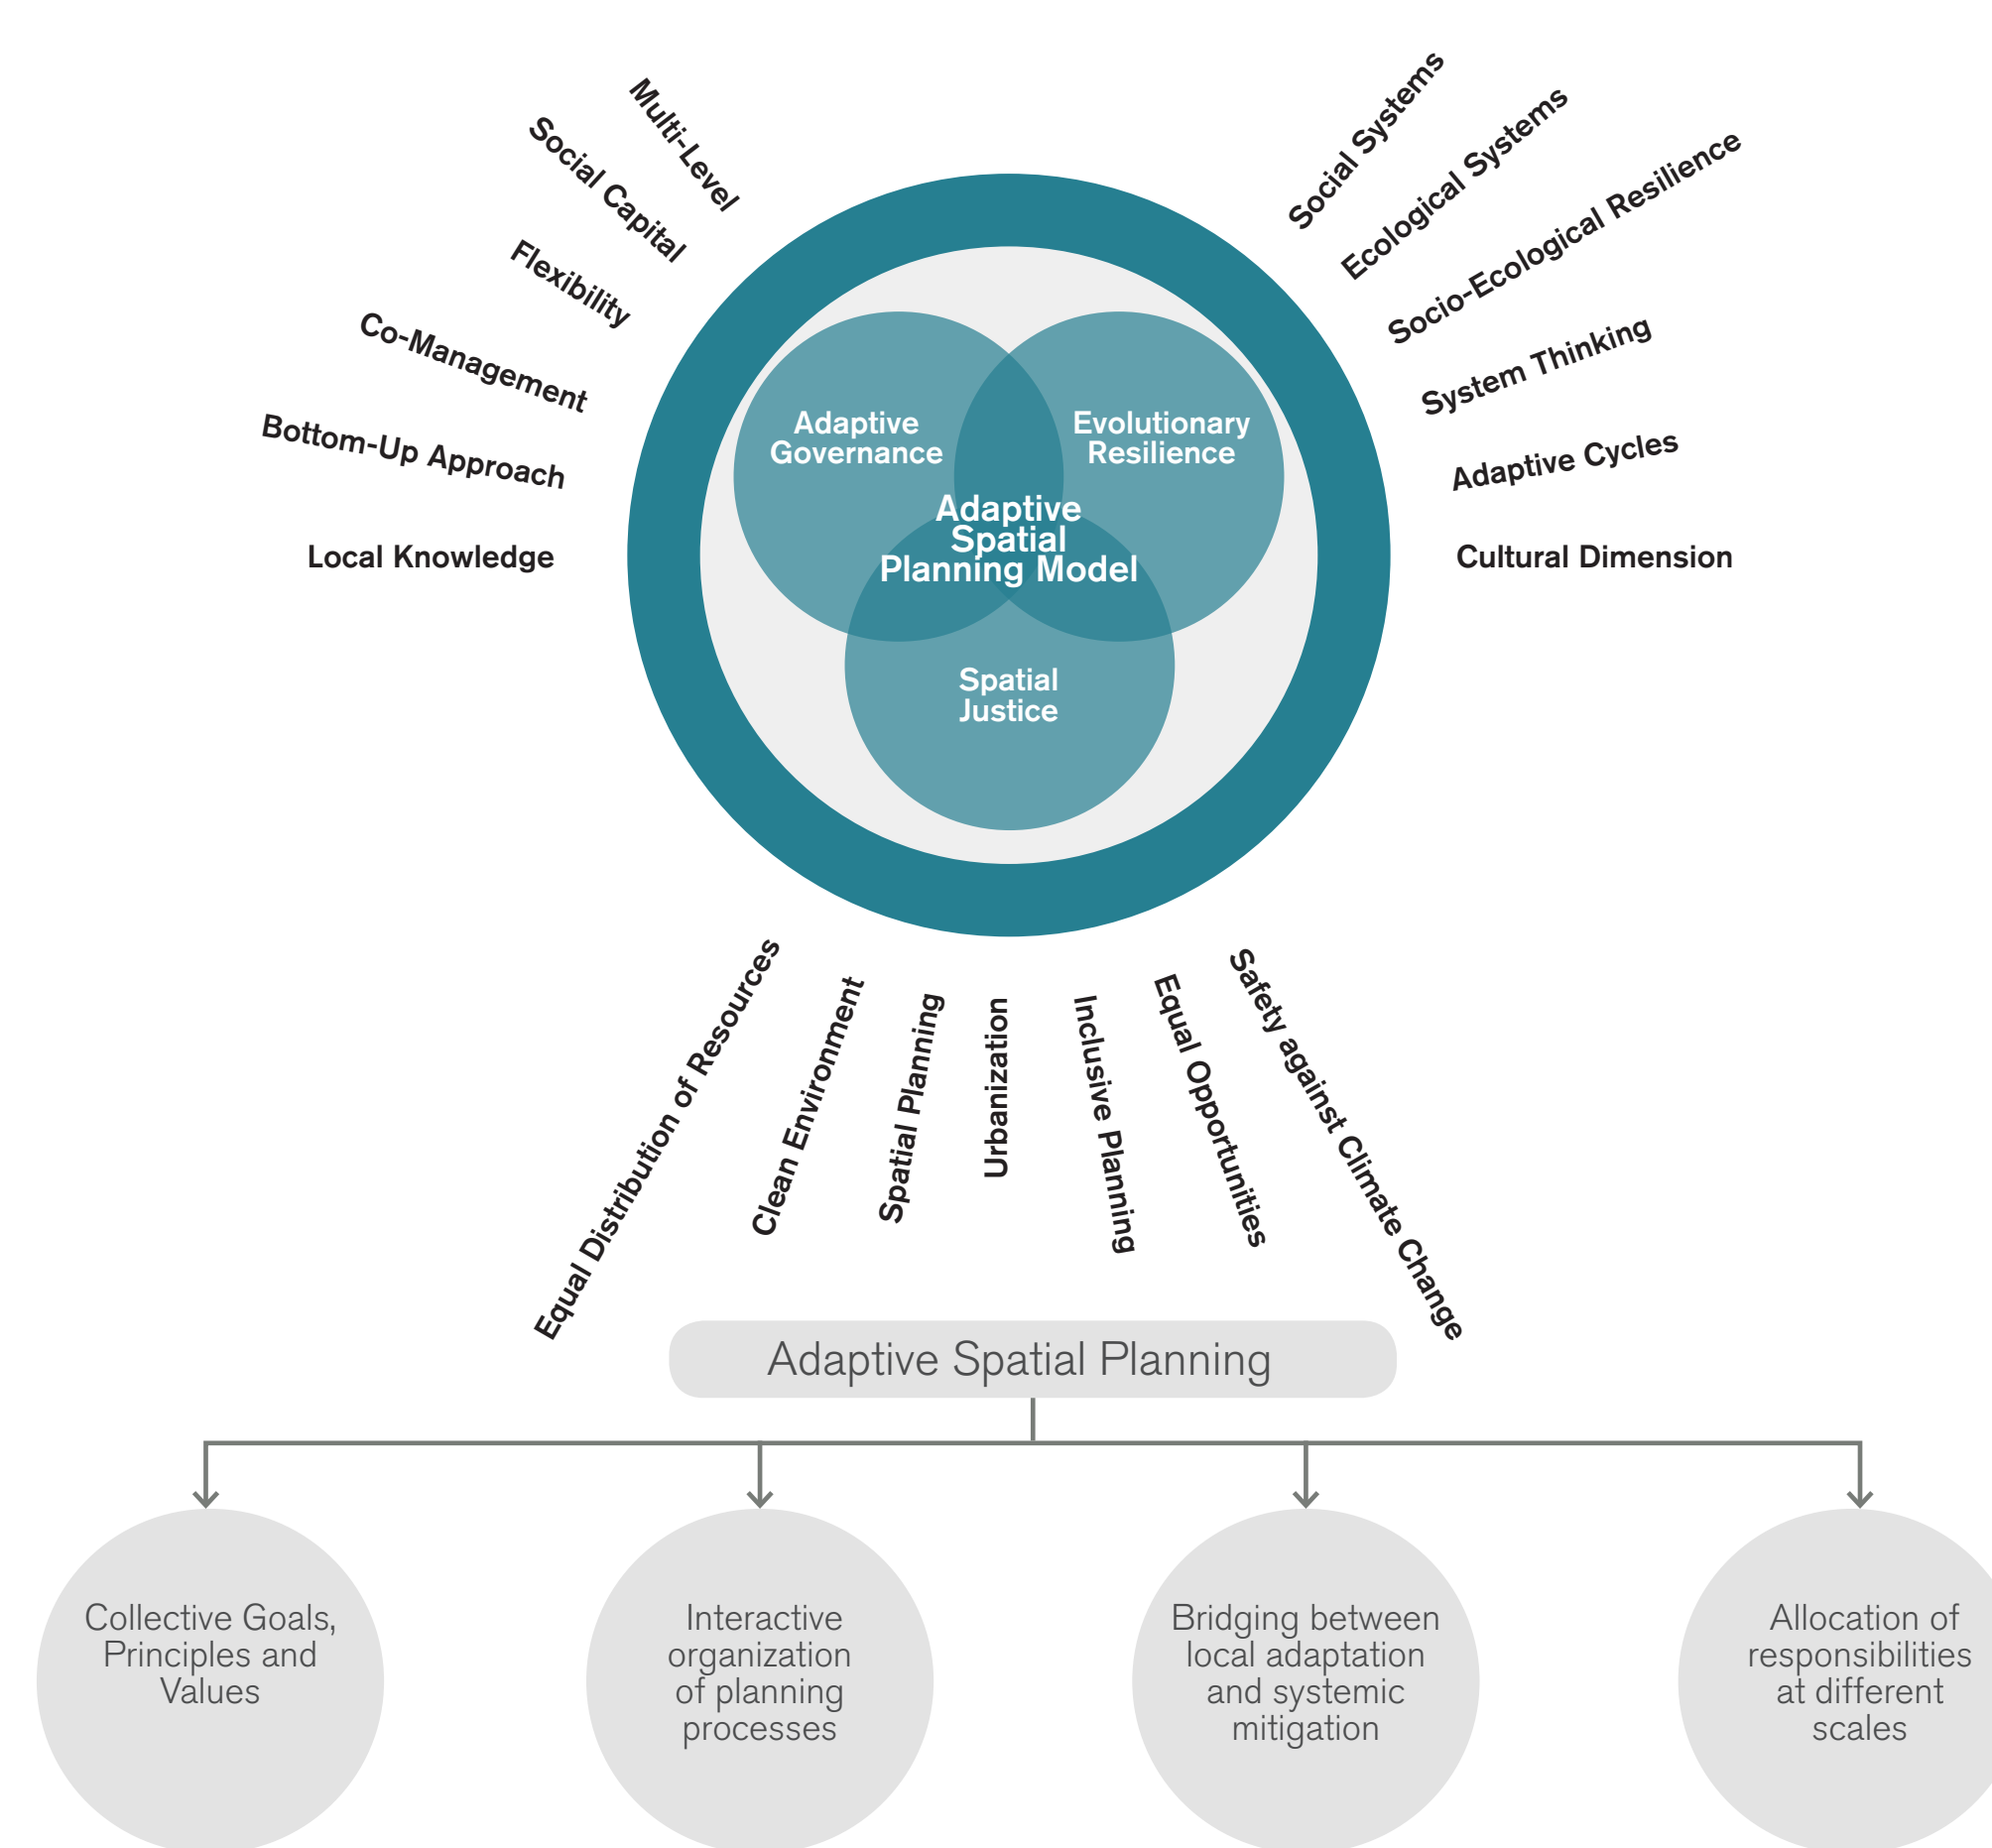 Multi-Level
Social Capital
Flexibility
Co-Management
Bottom-Up Approach
Local Knowledge
Social Systems
Ecological Systems
Socio-Ecological Resilience
System Thinking
Adaptive Cycles
Cultural Dimension
Adaptive
Governance
Evolutionary
Resilience
Adaptive
Spatial
Planning Model
Spatial
Justice
Equal Distribution of Resources
Clean Environment
Spatial Planning
Urbanization
Inclusive Planning
Equal Opportunities
Safety against Climate Change
Adaptive Spatial Planning
Collective Goals,
Principles and
Values
Interactive
organization
of planning
processes
Bridging between
local adaptation
and systemic
mitigation
Allocation of
responsibilities
at different
scales